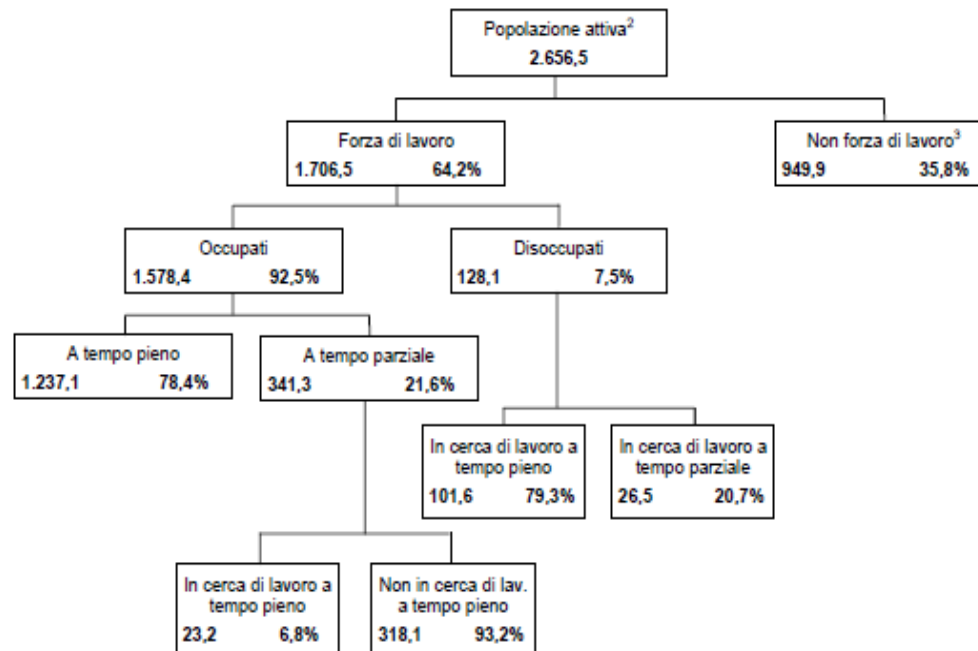 Popolazione attiva²
2.656,5
Forza di lavoro
1.706,5 64,2%
Non forza di lavoro³
949,9 35,8%
Occupati
1.578,4 92,5%
Disoccupati
128,1 7,5%
A tempo pieno
1.237,1 78,4%
A tempo parziale
341,3 21,6%
In cerca di lavoro a
tempo pieno
101,6 79,3%
In cerca di lavoro a
tempo parziale
26,5 20,7%
In cerca di lavoro a
tempo pieno
23,2 6,8%
Non in cerca di lav.
a tempo pieno
318,1 93,2%